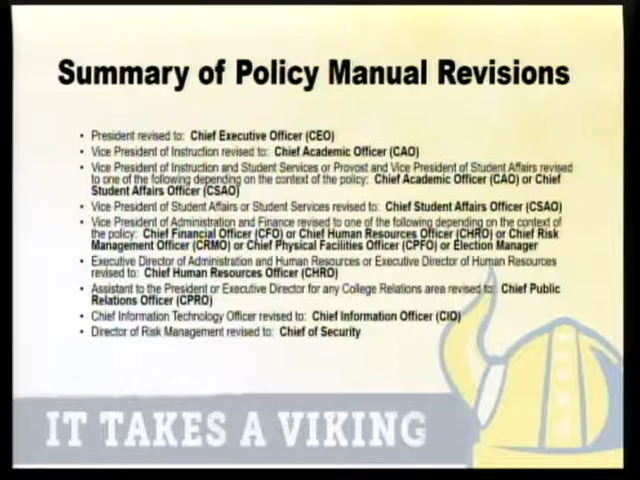 Summary of Policy Manual Revisions
• President revised to: Chief Executive Officer (CEO)
• Vice President of Instruction revised to: Chief Academic Officer (CAO)
• Vice President of Instruction and Student Services or Provost and Vice President of Student Affairs revised
to one of the following depending on the context of the policy: Chief Academic Officer (CAO) or Chief
Student Affairs Officer (CSAO)
• Vice President of Student Affairs or Student Services revised to: Chief Student Affairs Officer (CSAO)
• Vice President of Administration and Finance revised to one of the following depending on the context of
the policy: Chief Financial Officer (CFO) or Chief Human Resources Officer (CHRO) or Chief Risk
Management Officer (CRMO) or Chief Physical Facilities Officer (CPFO) or Election Manager
• Executive Director of Administration and Human Resources or Executive Director of Human Resources
revised to: Chief Human Resources Officer (CHRO)
• Assistant to the President or Executive Director for any College Relations area revised to: Chief Public
Relations Officer (CPRO)
• Chief Information Technology Officer revised to: Chief Information Officer (CIO)
• Director of Risk Management revised to: Chief of Security
IT TAKES A VIKING